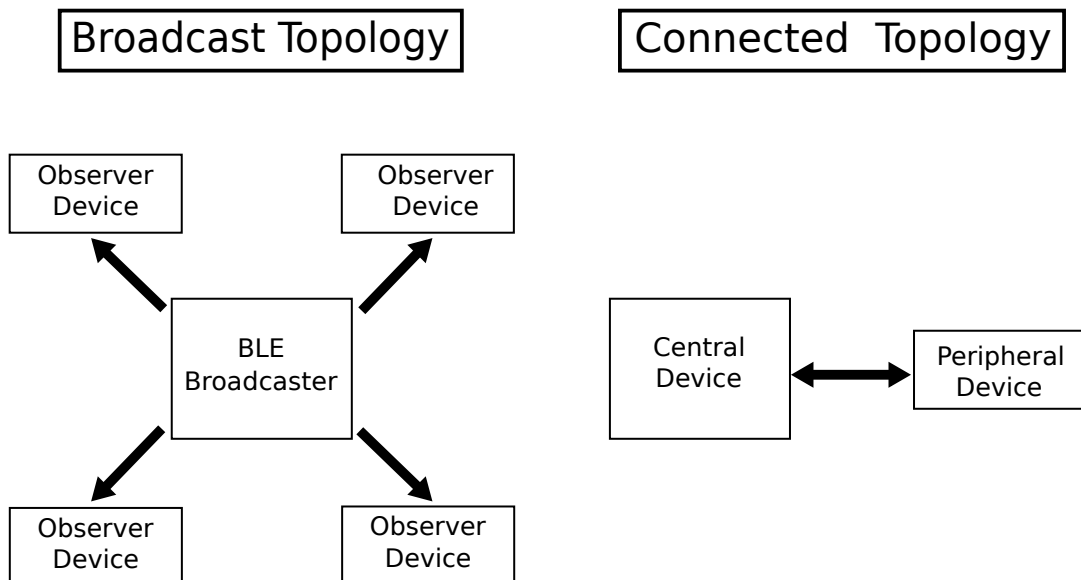 Broadcast Topology
Connected Topology
Observer
Device
Observer
Device
BLE
Broadcaster
Observer
Device
Observer
Device
Central
Device
Peripheral
Device